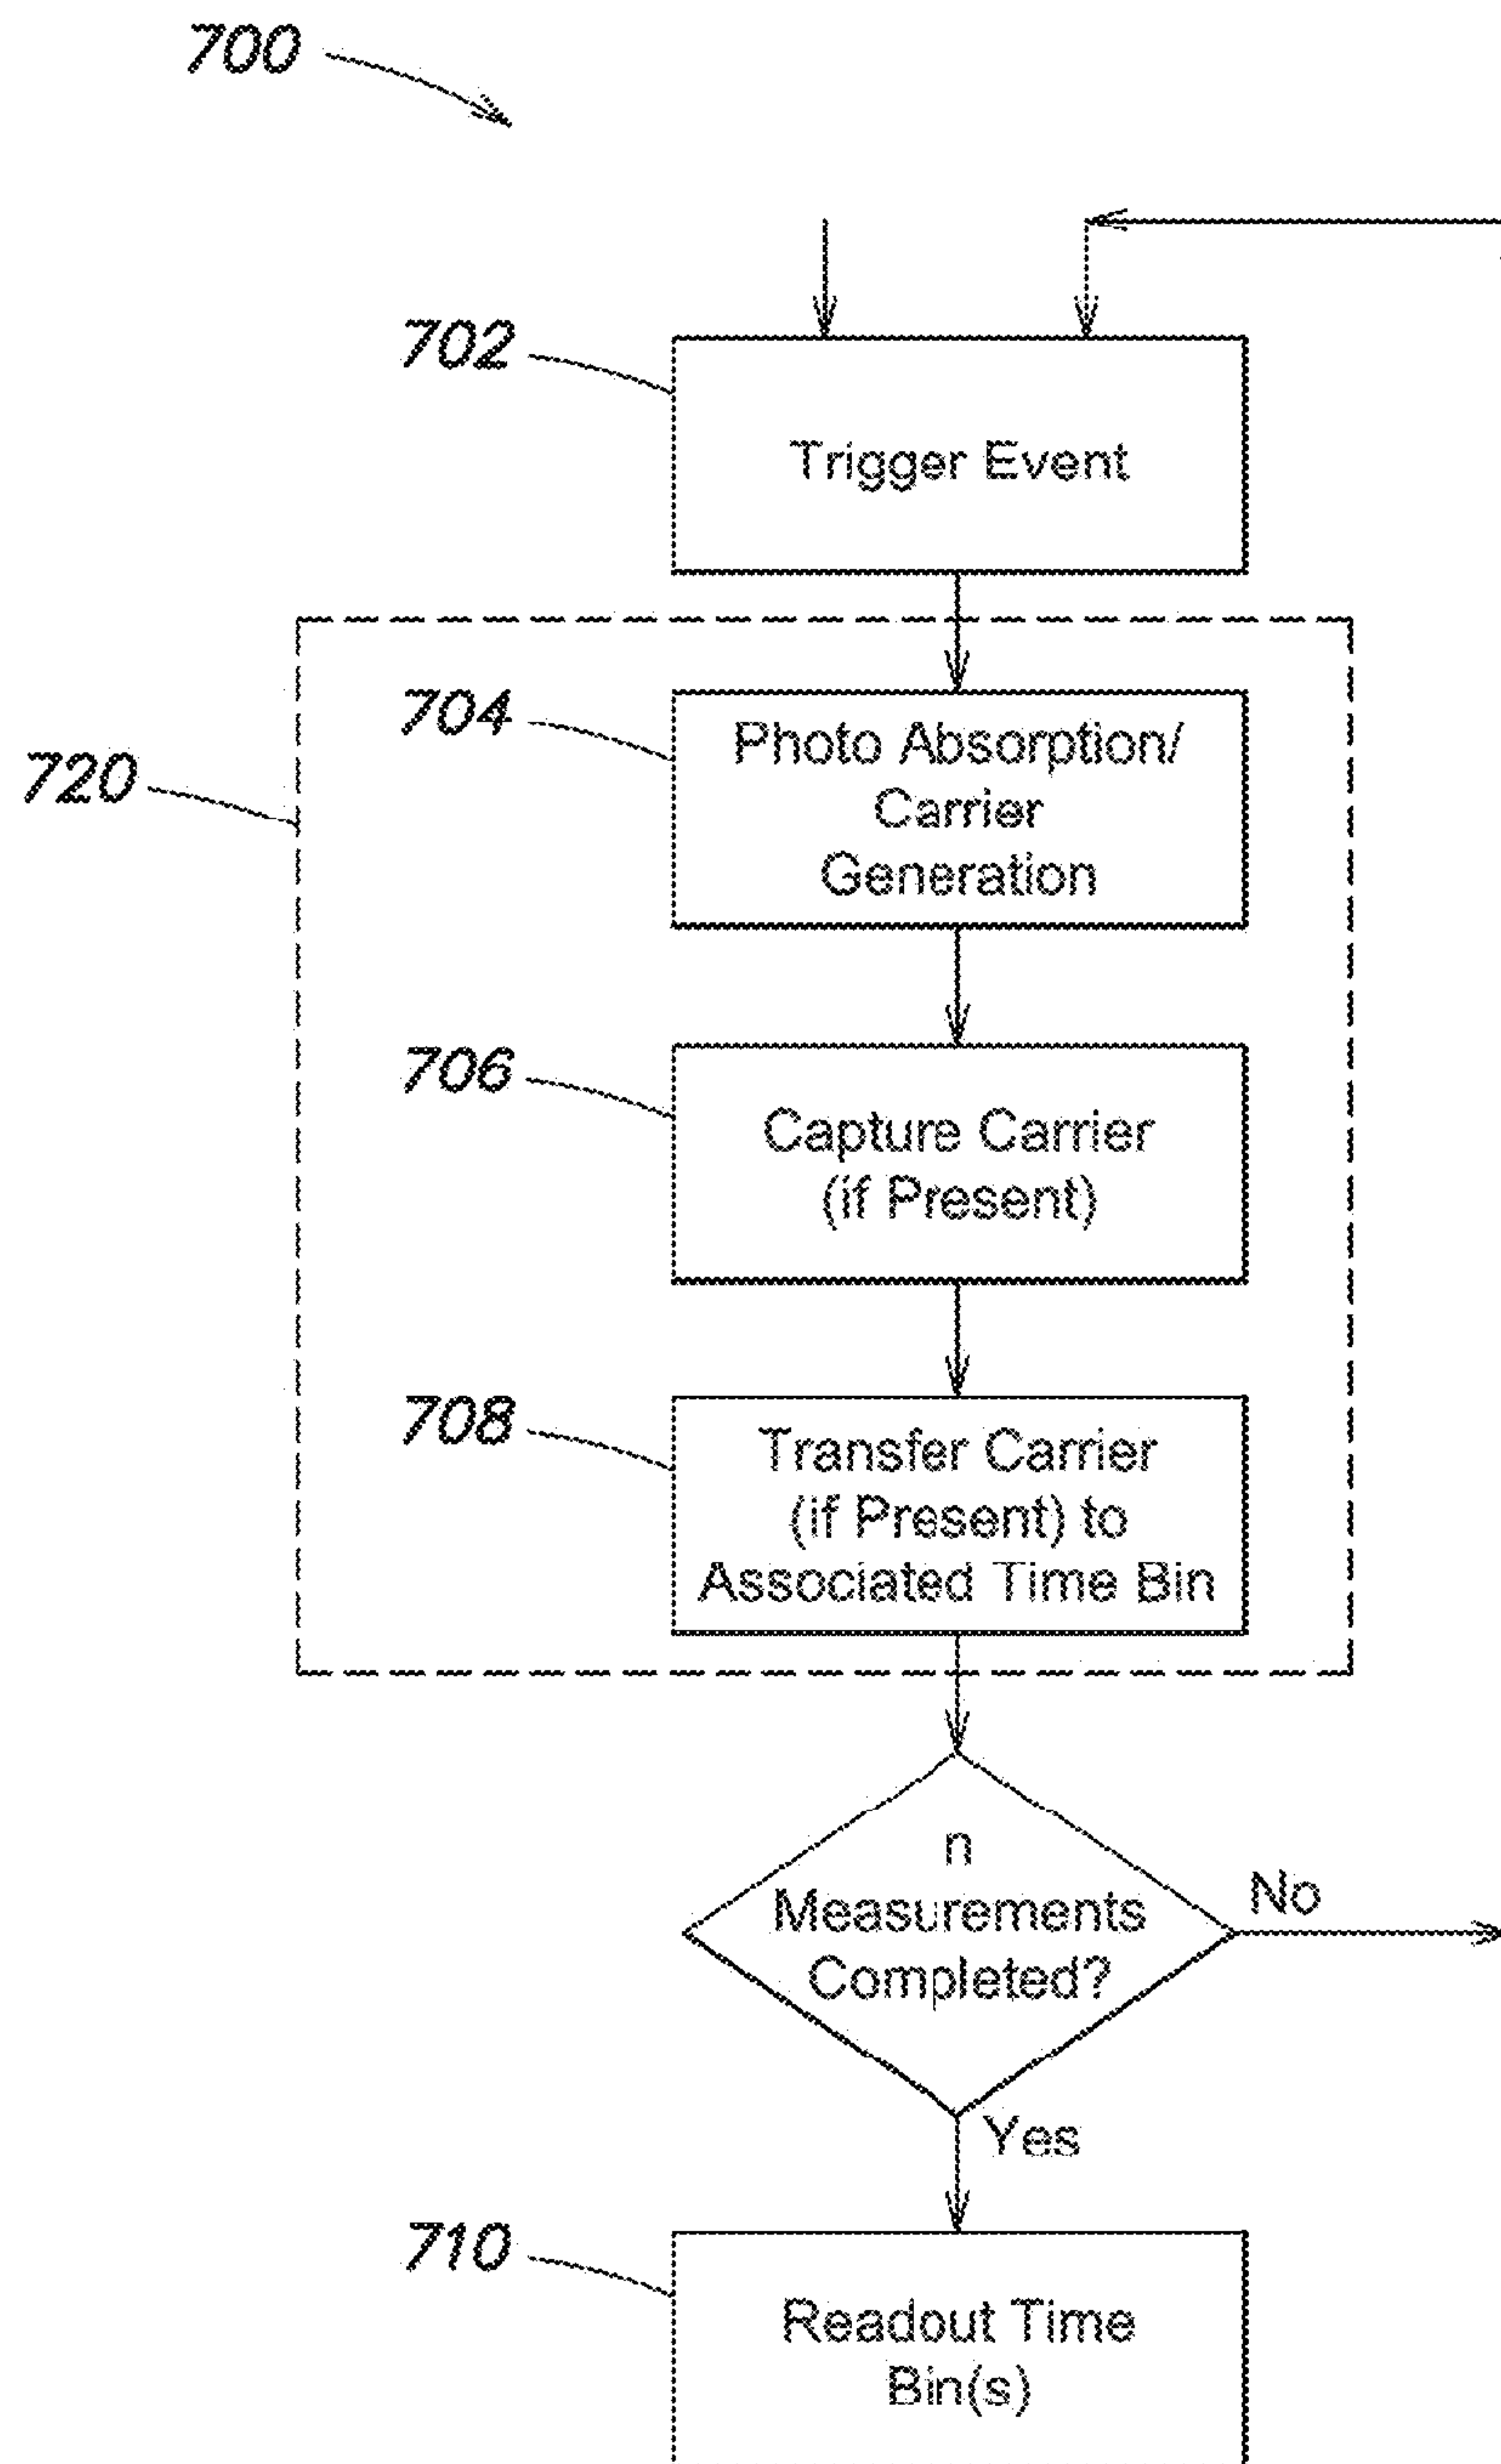 700
702
Trigger Event
704
Photo Absorption/
Carrier
Generation
720
706
Capture Carrier
(if Present)
708
Transfer Carrier
(if Present) to
Associated Time Bin
n
Measurements
Completed?
No
Yes
710
Readout Time
Bin(s)